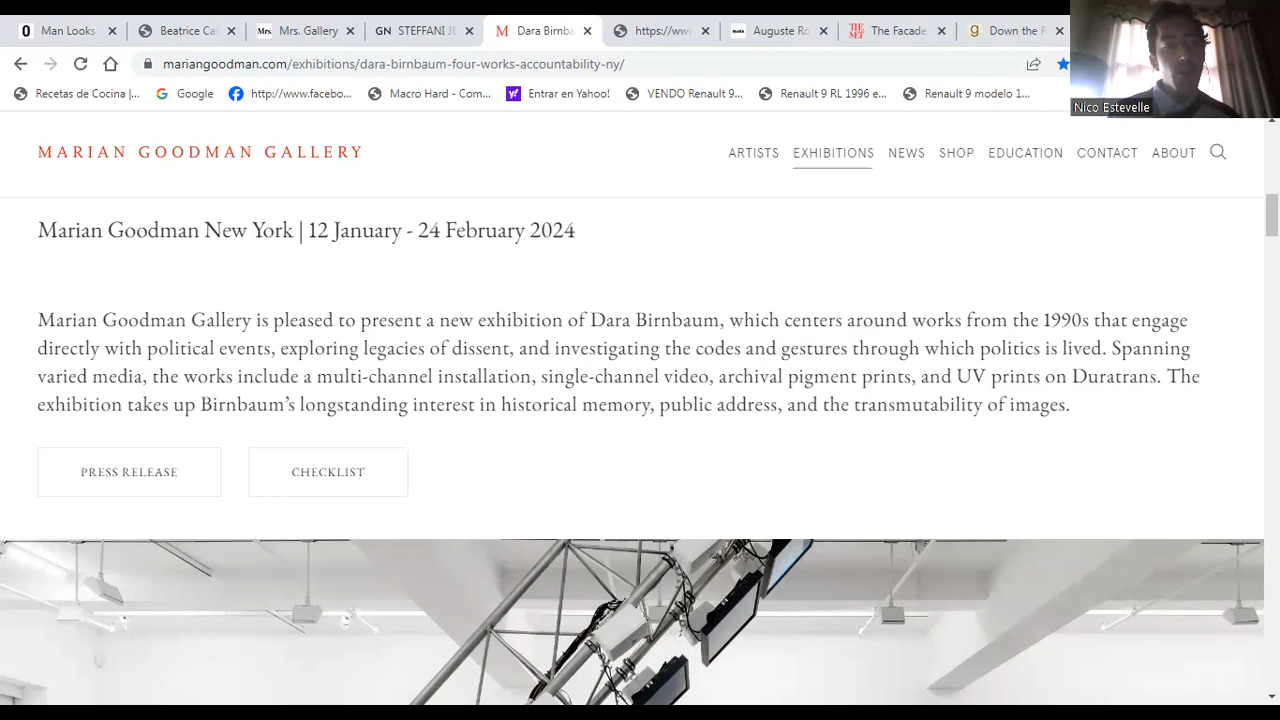 Man Looks
Beatrice Ca
Mrs. Mrs. Gallery
GN STEFFANI JE
M Dara Birnba
https://ww
MoMA Auguste Ro
THE MET The Facade
g Down the R
mariangoodman.com/exhibitions/dara-birnbaum-four-works-accountability-ny/
Recetas de Cocina |...
Google
http://www.facebo...
Macro Hard - Com...
Entrar en Yahoo!
VENDO Renault 9...
Renault 9 RL 1996 e...
Renault 9 modelo 1...
Nico Estevelle
MARIAN GOODMAN GALLERY
ARTISTS EXHIBITIONS NEWS SHOP EDUCATION CONTACT ABOUT
Marian Goodman New York | 12 January - 24 February 2024
Marian Goodman Gallery is pleased to present a new exhibition of Dara Birnbaum, which centers around works from the 1990s that engage
directly with political events, exploring legacies of dissent, and investigating the codes and gestures through which politics is lived. Spanning
varied media, the works include a multi-channel installation, single-channel video, archival pigment prints, and UV prints on Duratrans. The
exhibition takes up Birnbaum’s longstanding interest in historical memory, public address, and the transmutability of images.
PRESS RELEASE
CHECKLIST